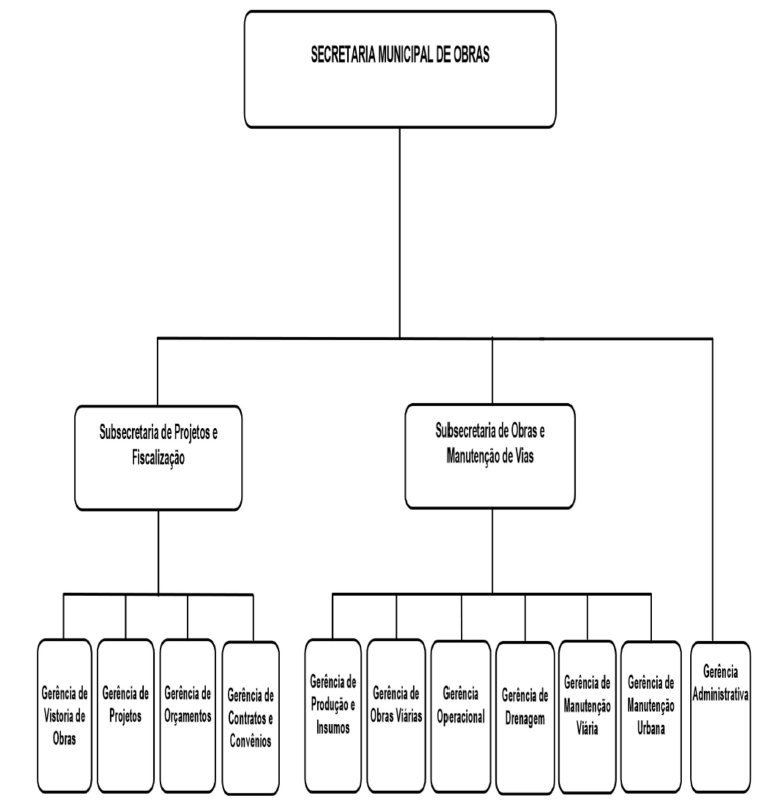 SECRETARIA MUNICIPAL DE OBRAS
Subsecretaria de Projetos e
Fiscalização
Subsecretaria de Obras e
Manutenção de Vias
Gerência de
Vistoria de
Obras
Gerência de
Projetos
Gerência de
Orçamentos
Gerência de
Contratos e
Convênios
Gerência de
Produção e
Insumos
Gerência de
Obras Viárias
Gerência
Operacional
Gerência de
Drenagem
Gerência de
Manutenção
Viária
Gerência de
Manutenção
Urbana
Gerência
Administrativa